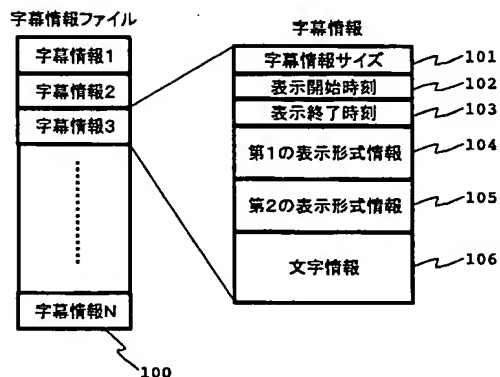 字幕情報ファイル
字幕情報1
字幕情報2
字幕情報3
字幕情報N
100
字幕情報
字幕情報サイズ
101
表示開始時刻
102
表示終了時刻
103
第1の表示形式情報
104
第2の表示形式情報
105
文字情報
106